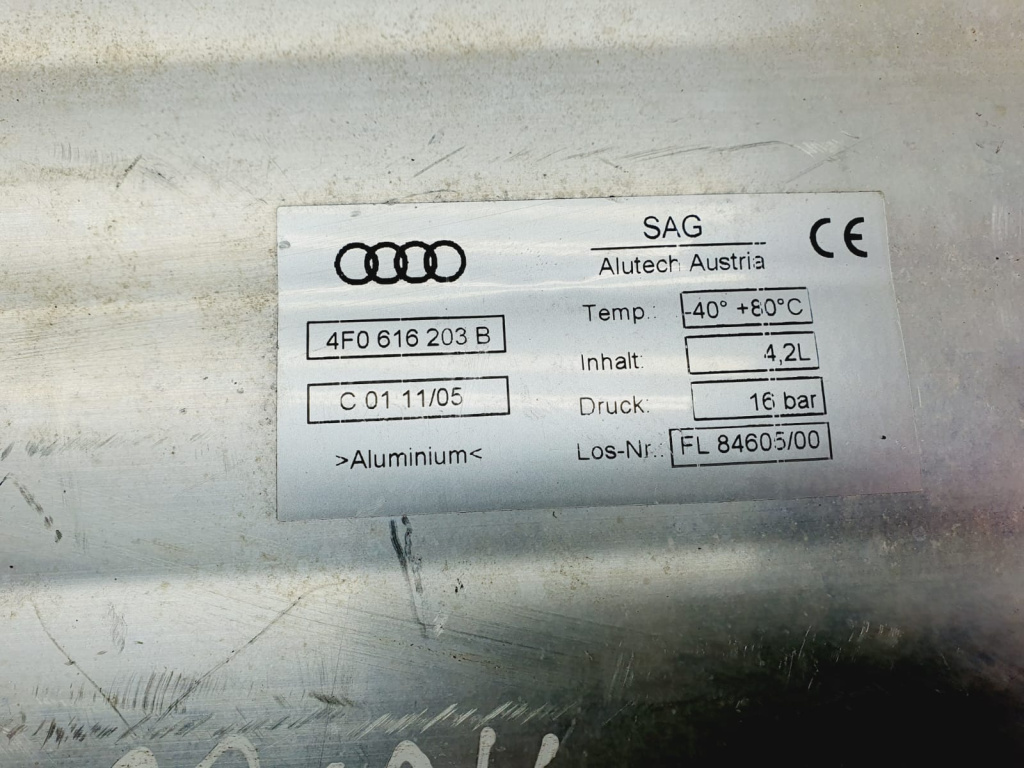 SAG
Alutech Austria
CE
4F0 616 203 B
C 01 11/05
>Aluminium<
Temp.: -40° +80°C
Inhalt: 4,2L
Druck: 16 bar
Los-Nr.: FL 84605/00